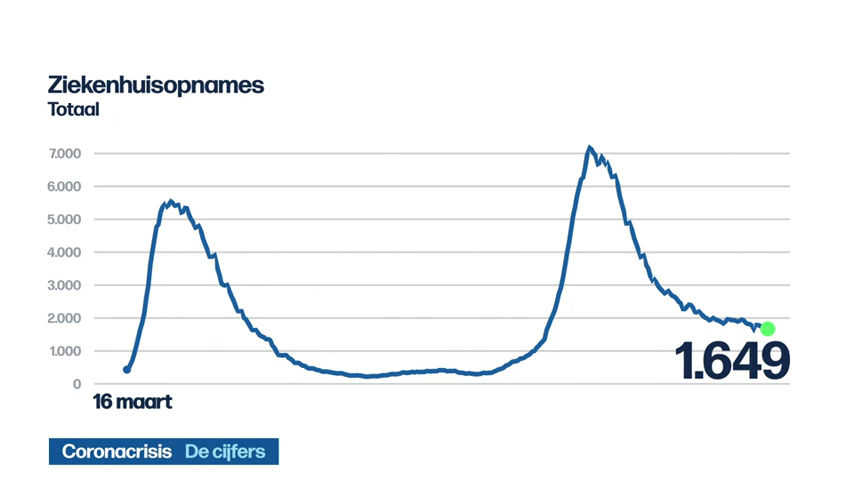 Ziekenhuisopnames
Totaal
7.000
6.000
5.000
4.000
3.000
2.000
1.000
0
1.649
16 maart
Coronacrisis De cijfers